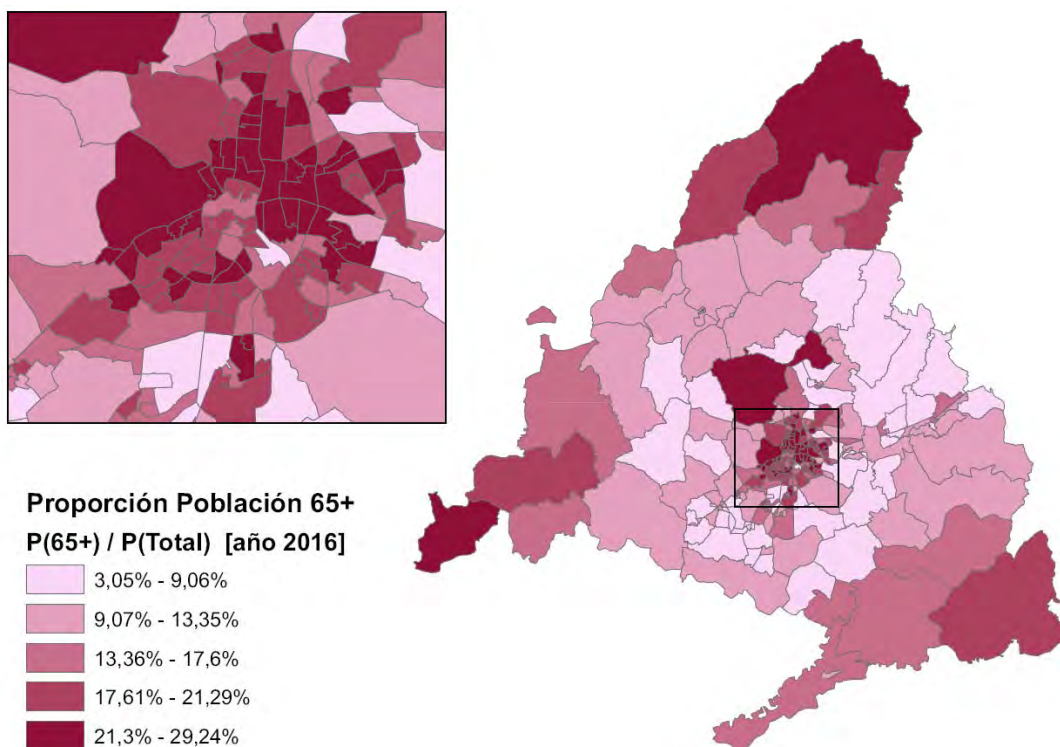 Proporción Población 65+
P(65+) / P(Total) [año 2016]
3,05% - 9,06%
9,07% - 13,35%
13,36% - 17,6%
17,61% - 21,29%
21,3% - 29,24%